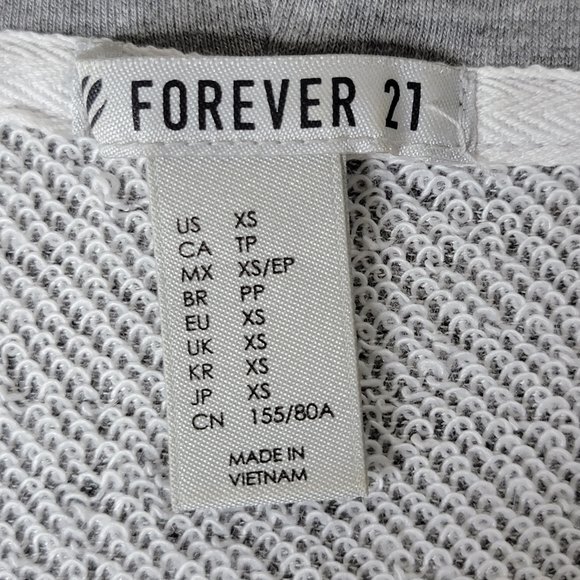 FOREVER 21
US XS
CA TP
MX XS/EP
BR PP
EU XS
UK XS
KR XS
JP XS
CN 155/80A
MADE IN
VIETNAM